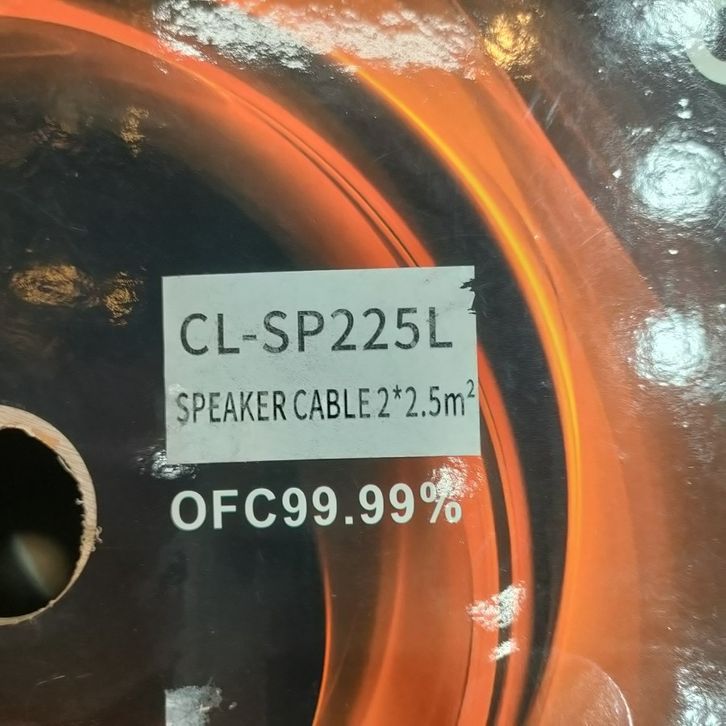 CL-SP225L
SPEAKER CABLE 2*2.5m²
OFC99.99%